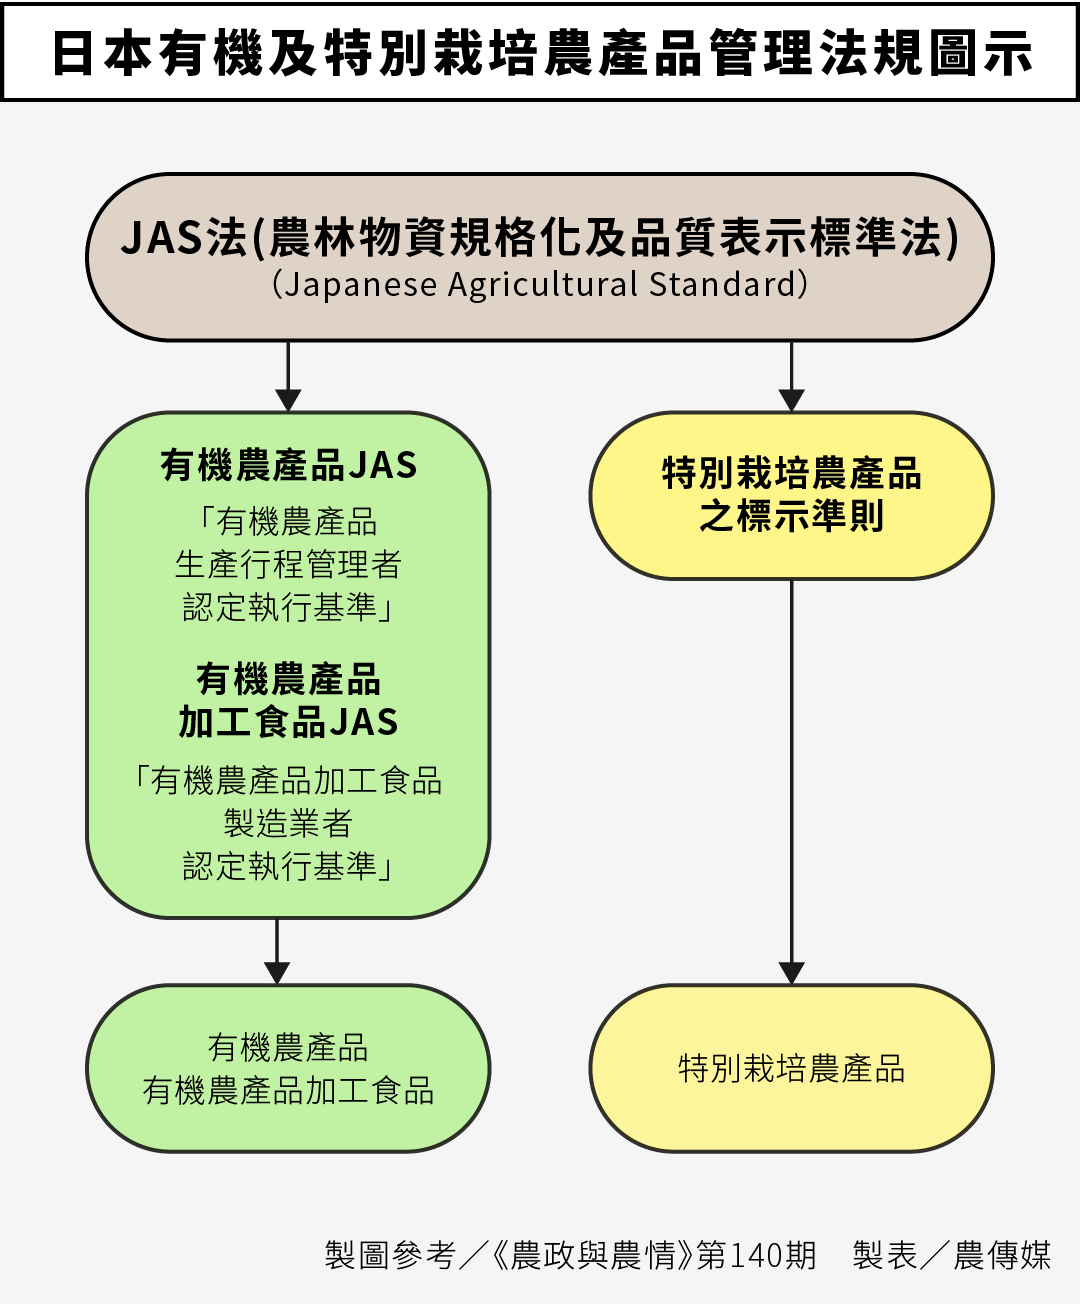 日本有機及特別栽培農產品管理法規圖示
JAS法(農林物資規格化及品質表示標準法)
（Japanese Agricultural Standard）
有機農產品JAS
「有機農產品
生產行程管理者
認定執行基準」
有機農產品
加工食品JAS
「有機農產品加工食品
製造業者
認定執行基準」
有機農產品
有機農產品加工食品
特別栽培農產品
之標示準則
特別栽培農產品
製圖參考／《農政與農情》第140期　製表／農傳媒